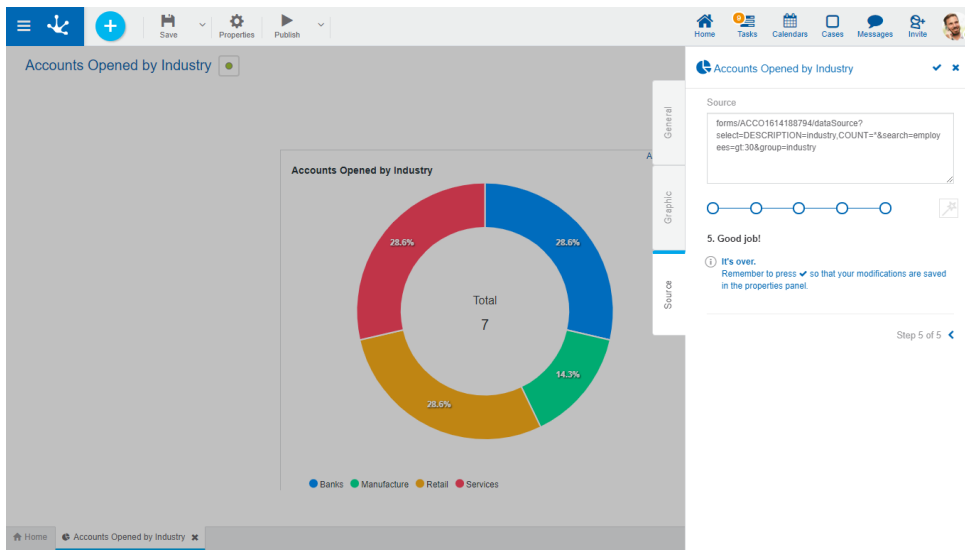 Save
Properties
Publish
Home
9
Tasks
Calendars
Cases
Messages
Invite
Accounts Opened by Industry
Accounts Opened by Industry
General
Graphic
Source
A
Accounts Opened by Industry
28.6%
28.6%
14.3%
28.6%
Total
7
Banks
Manufacture
Retail
Services
Source
forms/ACCO1614188794/dataSource?
select=DESCRIPTION=industry,COUNT=*&search=employ
ees=gt:30&group=industry
5. Good job!
It's over.
Remember to press so that your modifications are saved
in the properties panel.
Step 5 of 5
Home
Accounts Opened by Industry